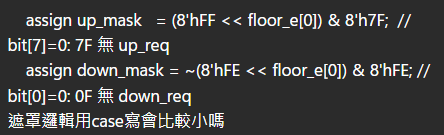 assign up_mask   = (8'hFF << floor_e[0]) & 8'h7F;  //
bit[7]=0: 7F 無 up_req
assign down_mask = ~(8'hFE << floor_e[0]) & 8'hFE; //
bit[0]=0: 0F 無 down_req
遮罩邏輯用case寫會比較小嗎